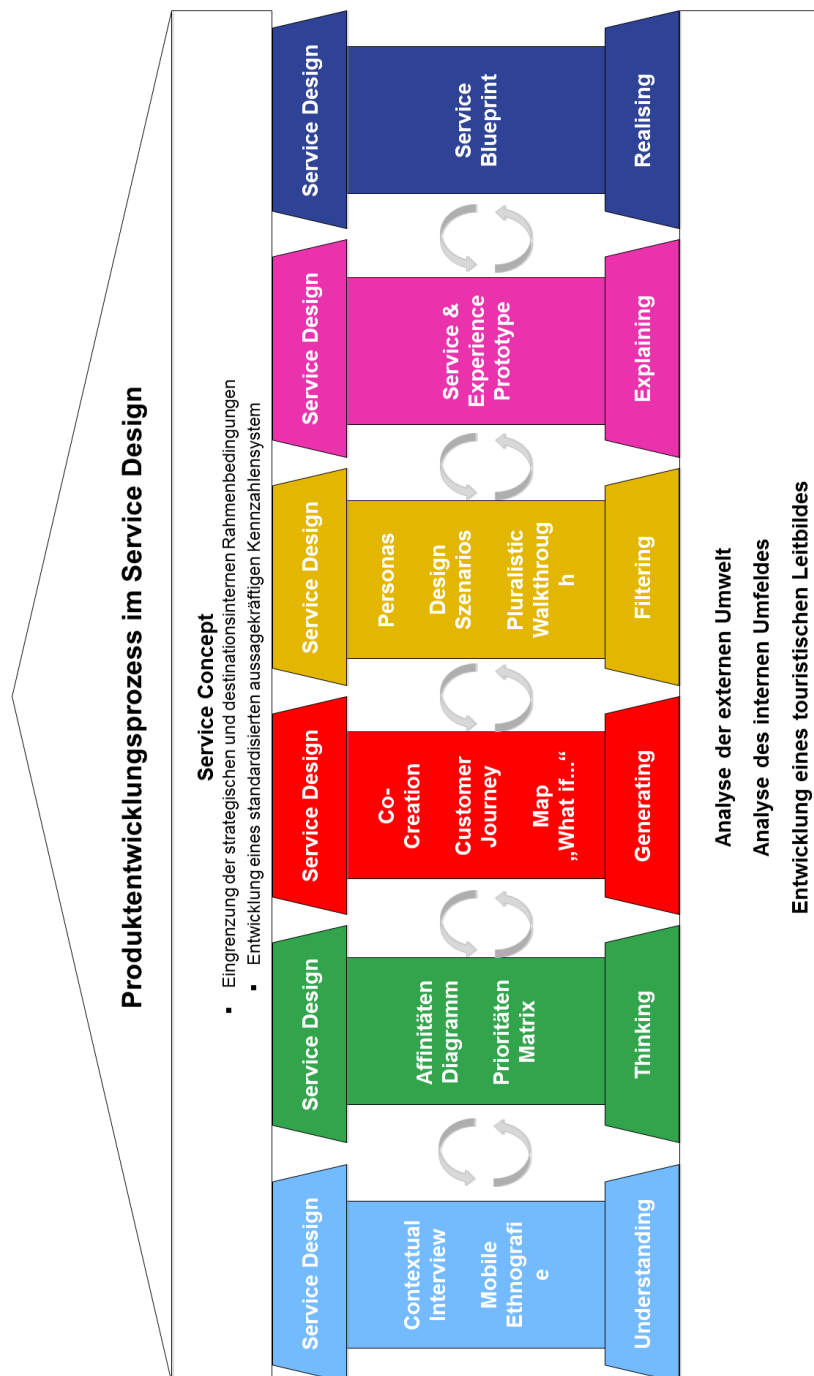 Produktentwicklungsprozess im Service Design
Service Concept
▪ Eingrenzung der strategischen und destinationsinternen Rahmenbedingungen
▪ Entwicklung eines standardisierten aussagekräftigen Kennzahlensystem
Service Design
Contextual
Interview
Mobile
Ethnografi
e
Understanding
Service Design
Affinitäten
Diagramm
Prioritäten
Matrix
Thinking
Service Design
Co-
Creation
Customer
Journey
Map
„What if...“
Generating
Service Design
Personas
Design
Szenarios
Pluralistic
Walkthroug
h
Filtering
Service Design
Service &
Experience
Prototype
Explaining
Service Design
Service
Blueprint
Realising
Analyse der externen Umwelt
Analyse des internen Umfeldes
Entwicklung eines touristischen Leitbildes